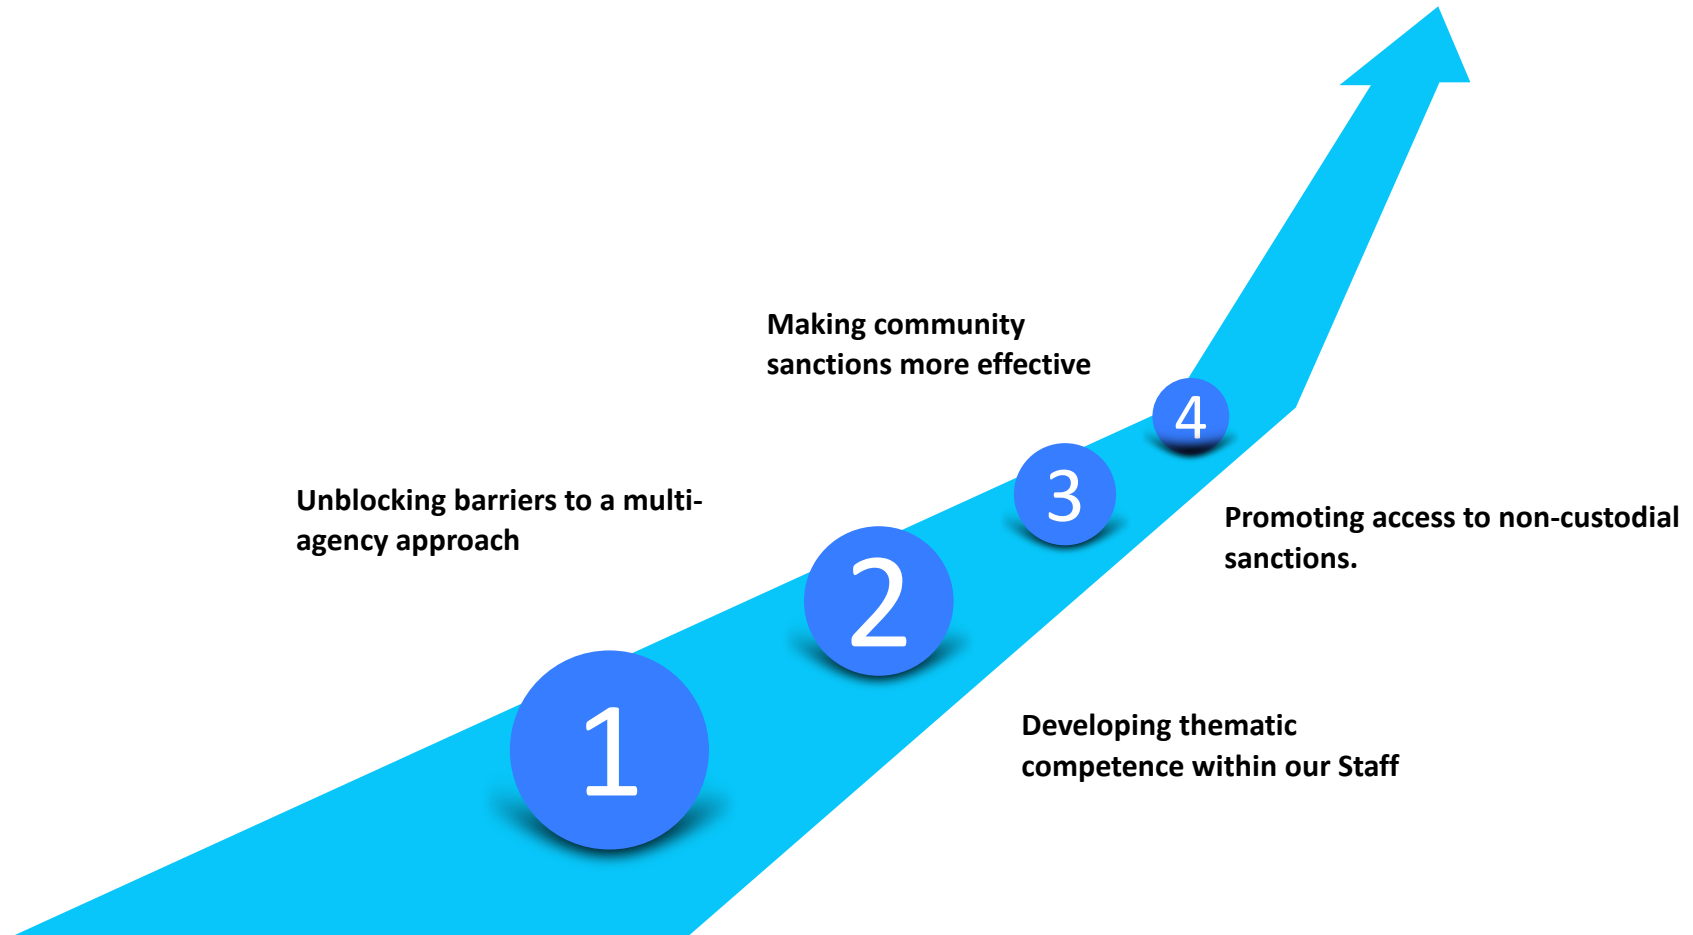 Making community
sanctions more effective
4
3
Unblocking barriers to a multi-
agency approach
Promoting access to non-custodial
sanctions.
2
1
Developing thematic
competence within our Staff